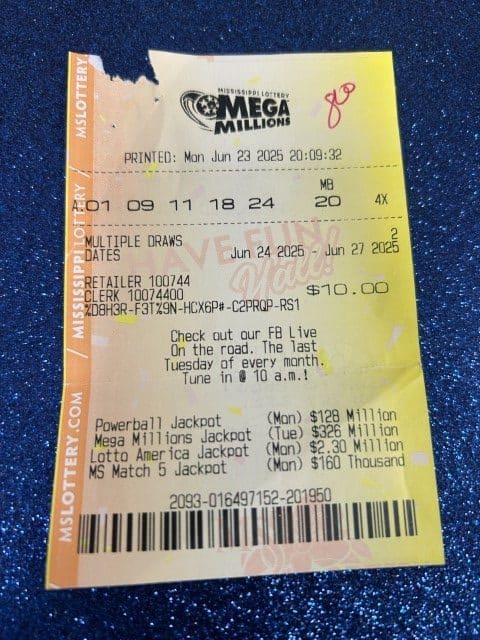 MSLOTTERY
MISSISSIPPI LOTTERY
MSLOTTERY.COM
MISSISSIPPI LOTTERY
MEGA
MILLIONS
PRINTED: Mon Jun 23 2025 20:09:32
MB
A.01 09 11 18 24 20 4X
MULTIPLE DRAWS 2
DATES Jun 24 2025 - Jun 27 2025
HAVE FUN
Y'all!
RETAILER 100744
CLERK 10074400 $10.00
%D8H3R-F3T%9N-HCX6P#-C2PRQP-RS1
Check out our FB Live
On the road. The last
Tuesday of every month.
Tune in @ 10 a.m.!
Powerball Jackpot (Mon) $128 Million
Mega Millions Jackpot (Tue) $326 Million
Lotto America Jackpot (Mon) $2.30 Million
MS Match 5 Jackpot (Mon) $160 Thousand
2093-016497152-201950